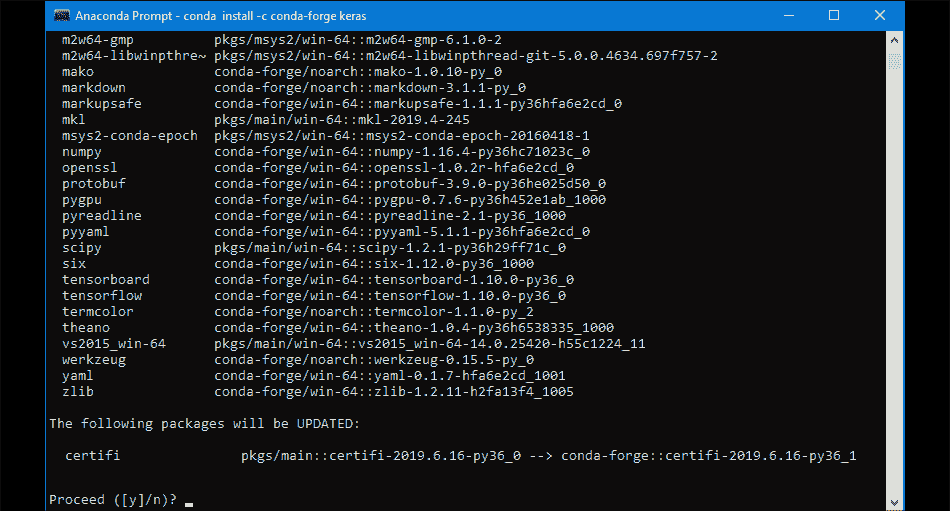 Anaconda Prompt - conda install -c conda-forge keras
m2w64-gmp pkgs/msys2/win-64::m2w64-gmp-6.1.0-2
m2w64-libwinpthre~ pkgs/msys2/win-64::m2w64-libwinpthread-git-5.0.0.4634.697f757-2
mako conda-forge/noarch::mako-1.0.10-py_0
markdown conda-forge/noarch::markdown-3.1.1-py_0
markupsafe conda-forge/win-64::markupsafe-1.1.1-py36hfa6e2cd_0
mkl pkgs/main/win-64::mkl-2019.4-245
msys2-conda-epoch pkgs/msys2/win-64::msys2-conda-epoch-20160418-1
numpy conda-forge/win-64::numpy-1.16.4-py36hc71023c_0
openssl conda-forge/win-64::openssl-1.0.2r-hfa6e2cd_0
protobuf conda-forge/win-64::protobuf-3.9.0-py36he025d50_0
pygpu conda-forge/win-64::pygpu-0.7.6-py36h452e1ab_1000
pyreadline conda-forge/win-64::pyreadline-2.1-py36_1000
pyyaml conda-forge/win-64::pyyaml-5.1.1-py36hfa6e2cd_0
scipy pkgs/main/win-64::scipy-1.2.1-py36h29ff71c_0
six conda-forge/win-64::six-1.12.0-py36_1000
tensorboard conda-forge/win-64::tensorboard-1.10.0-py36_0
tensorflow conda-forge/win-64::tensorflow-1.10.0-py36_0
termcolor conda-forge/noarch::termcolor-1.1.0-py_2
theano conda-forge/win-64::theano-1.0.4-py36h6538335_1000
vs2015_win-64 pkgs/main/win-64::vs2015_win-64-14.0.25420-h55c1224_11
werkzeug conda-forge/noarch::werkzeug-0.15.5-py_0
yaml conda-forge/win-64::yaml-0.1.7-hfa6e2cd_1001
zlib conda-forge/win-64::zlib-1.2.11-h2fa13f4_1005
The following packages will be UPDATED:
certifi pkgs/main::certifi-2019.6.16-py36_0 --> conda-forge::certifi-2019.6.16-py36_1
Proceed ([y]/n)? _